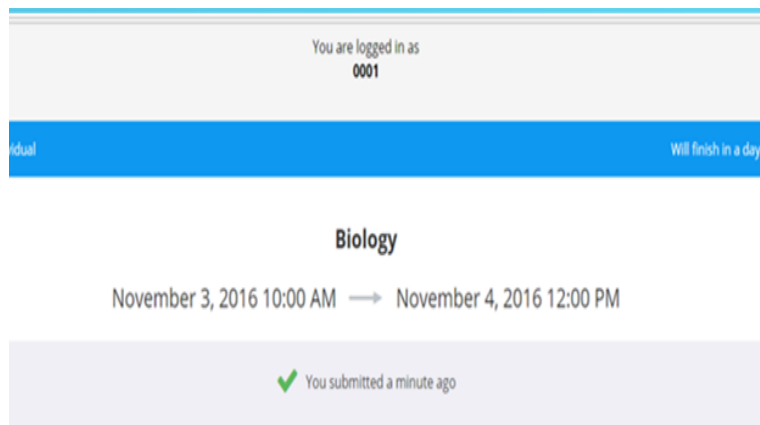 You are logged in as
0001
vidual
Will finish in a day
Biology
November 3, 2016 10:00 AM → November 4, 2016 12:00 PM
You submitted a minute ago